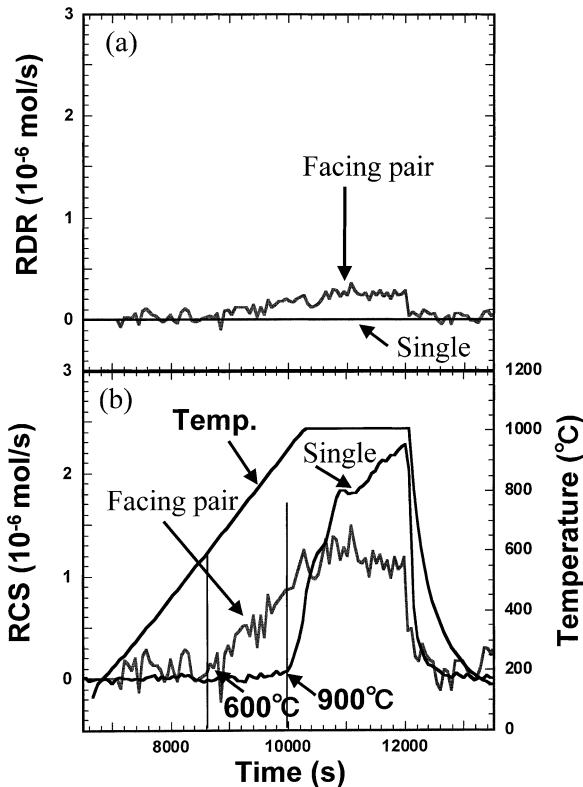 (a)
3
2
1
0
RDR (10⁻⁶ mol/s)
Facing pair
Single
(b)
3
2
1
0
RCS (10⁻⁶ mol/s)
Temp.
Single
Facing pair
600℃
900℃
1200
1000
800
600
400
200
0
Temperature (℃)
8000 10000 12000
Time (s)